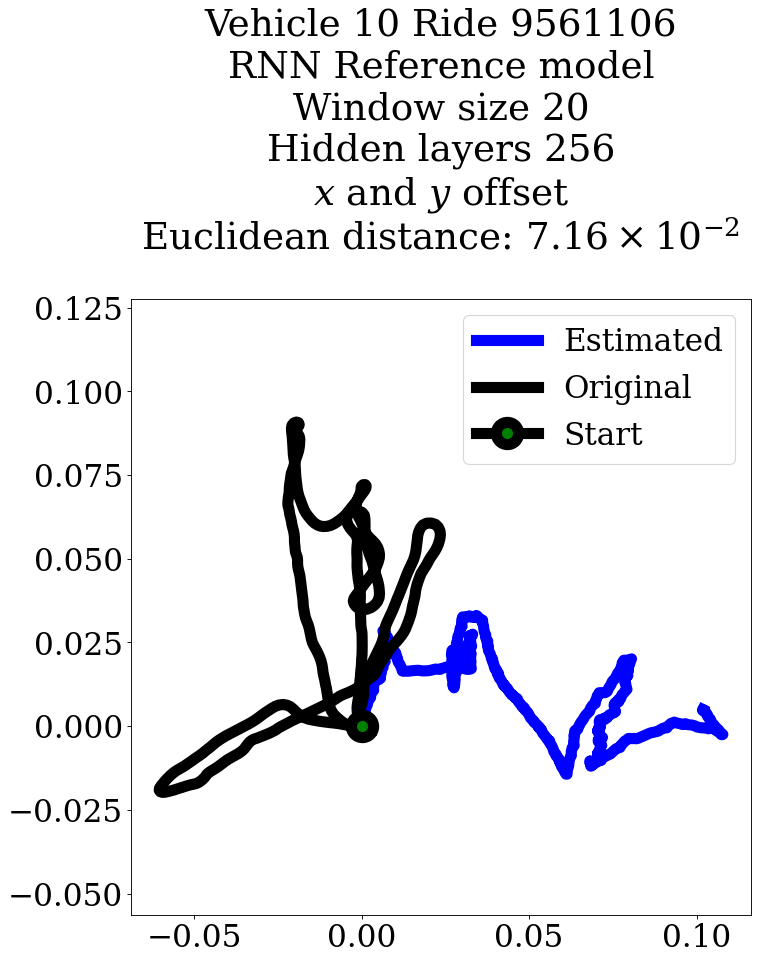 Vehicle 10 Ride 9561106
RNN Reference model
Window size 20
Hidden layers 256
x and y offset
Euclidean distance: 7.16 × 10⁻²
Estimated
Original
Start
0.125
0.100
0.075
0.050
0.025
0.000
−0.025
−0.050
−0.05 0.00 0.05 0.10